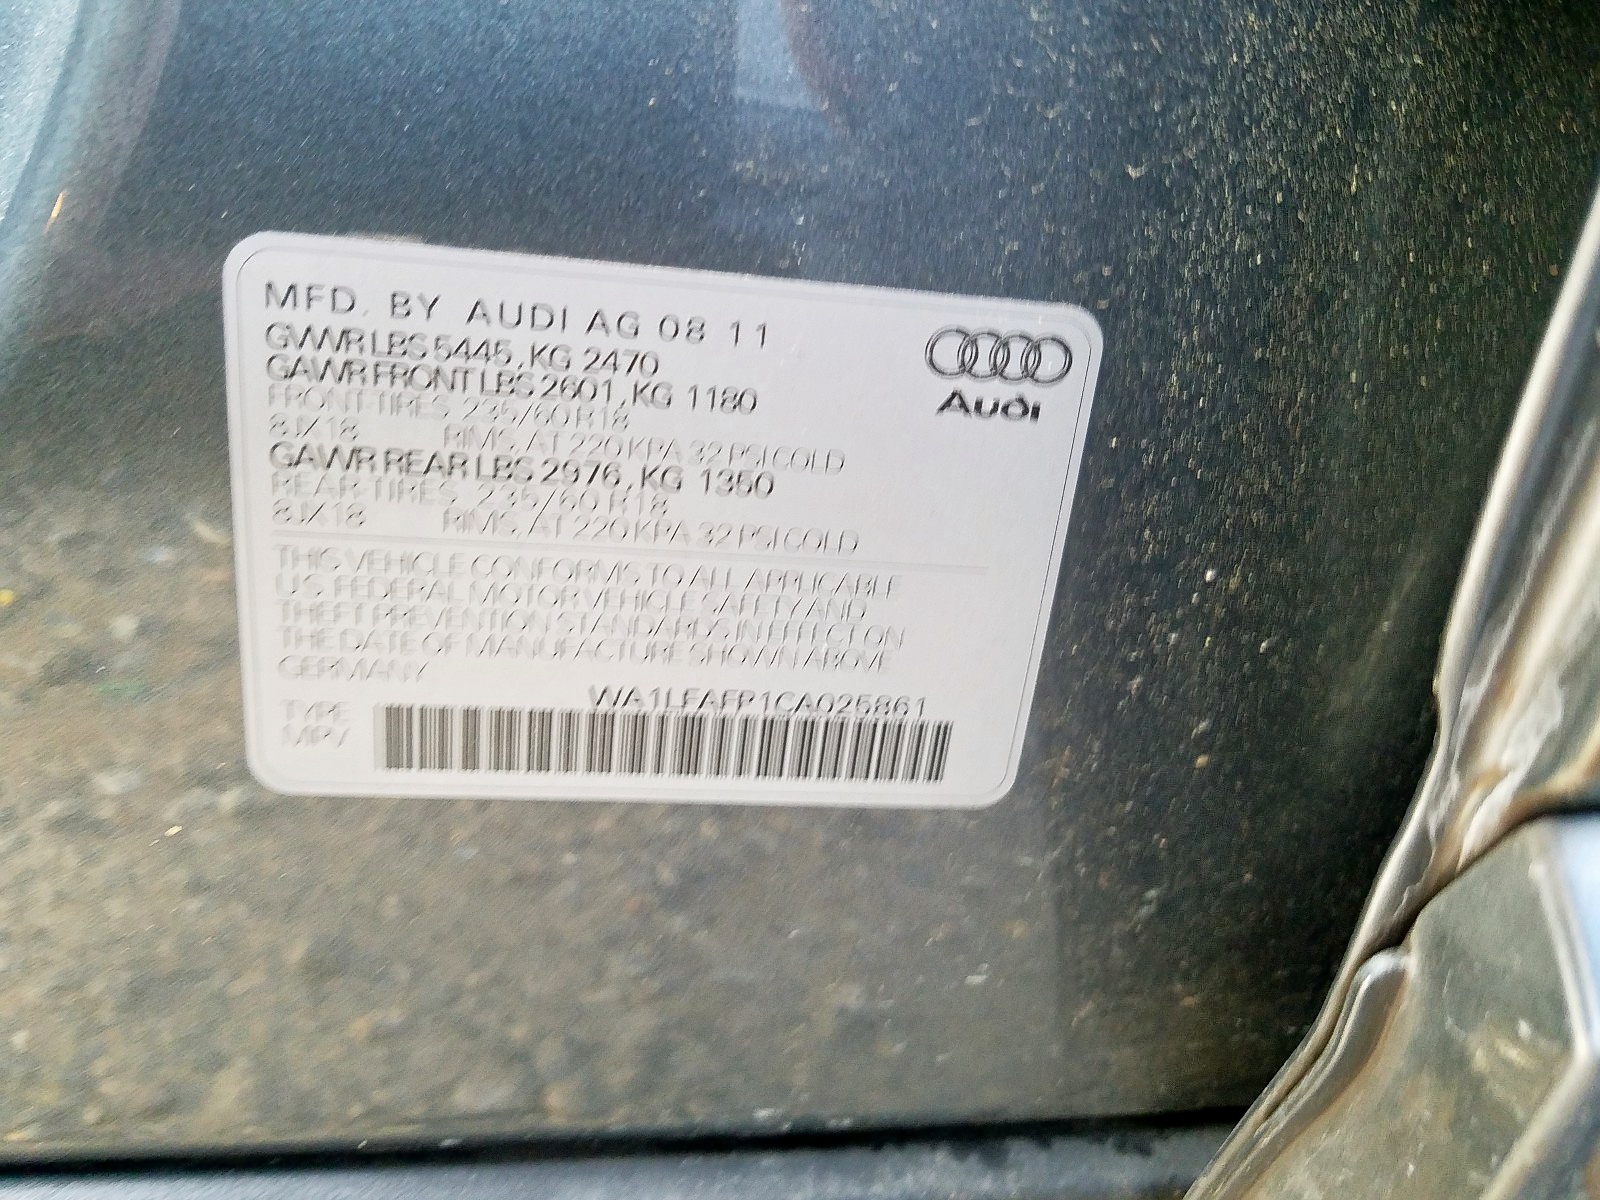 MFD. BY AUDI AG 08 11
GVWR LBS 5445, KG 2470
GAWR FRONT LBS 2601, KG 1180
FRONT-TIRES 235/60 R18
8JX18 RIMS, AT 220 KPA 32 PSI COLD
GAWR REAR LBS 2976, KG 1350
REAR-TIRES 235/60 R18
8JX18 RIMS, AT 220 KPA 32 PSI COLD
Audi
THIS VEHICLE CONFORMS TO ALL APPLICABLE
U.S. FEDERAL MOTOR VEHICLE SAFETY AND
THEFT PREVENTION STANDARDS IN EFFECT ON
THE DATE OF MANUFACTURE SHOWN ABOVE
GERMANY
WA1LFAFP1CA025861
TYPE
MPV